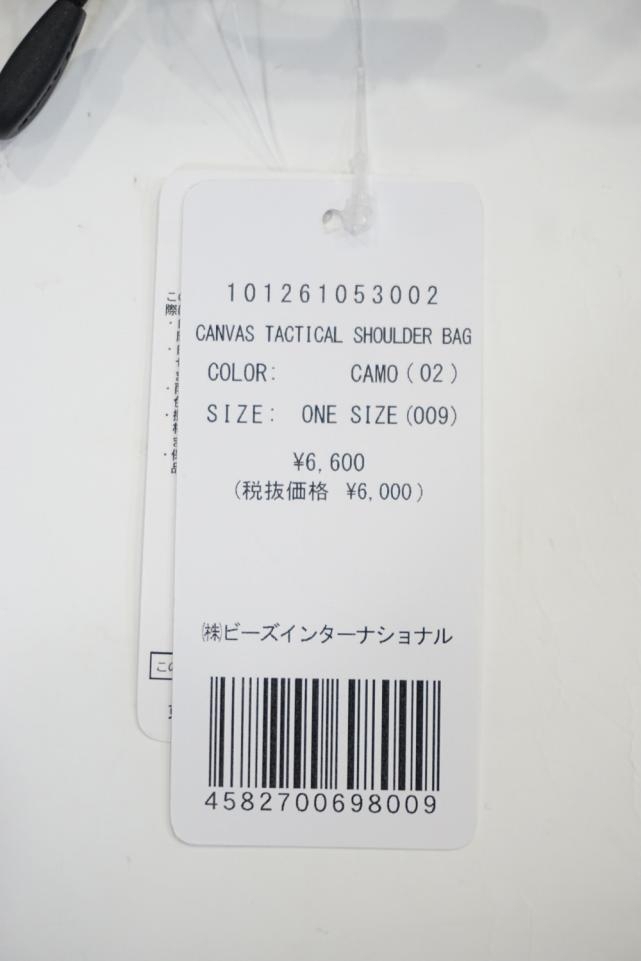 101261053002
CANVAS TACTICAL SHOULDER BAG
COLOR: CAMO(02)
SIZE: ONE SIZE(009)
¥6,600
(税抜価格 ¥6,000)
㈱ビーズインターナショナル
4582700698009